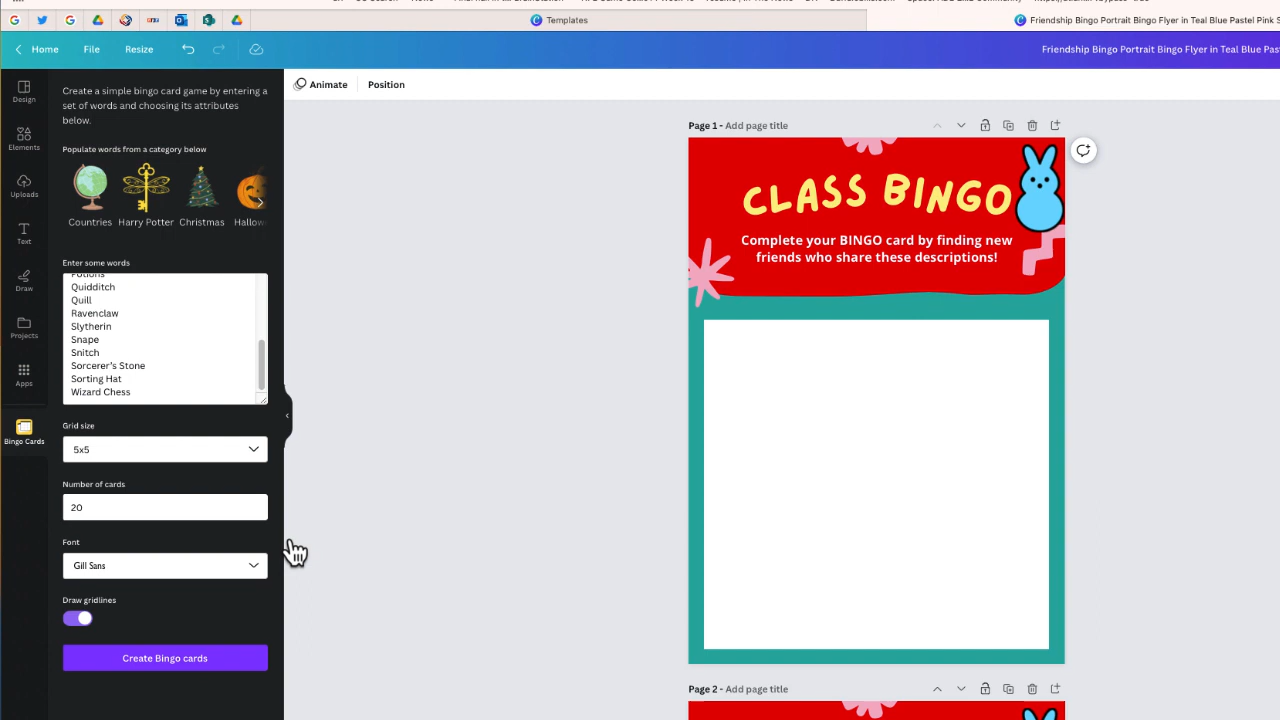 Templates
Friendship Bingo Portrait Bingo Flyer in Teal Blue Pastel Pink S
Home
File
Resize
Friendship Bingo Portrait Bingo Flyer in Teal Blue Pas
Design
Elements
Uploads
Text
Draw
Projects
Apps
Bingo Cards
Create a simple bingo card game by entering a
set of words and choosing its attributes
below.
Populate words from a category below
Countries
Harry Potter
Christmas
Hallow
Enter some words
Potions
Quidditch
Quill
Ravenclaw
Slytherin
Snape
Snitch
Sorcerer's Stone
Sorting Hat
Wizard Chess
Grid size
5x5
Number of cards
20
Font
Gill Sans
Draw gridlines
Create Bingo cards
Animate
Position
Page 1 - Add page title
CLASS BINGO
Complete your BINGO card by finding new
friends who share these descriptions!
Page 2 - Add page title